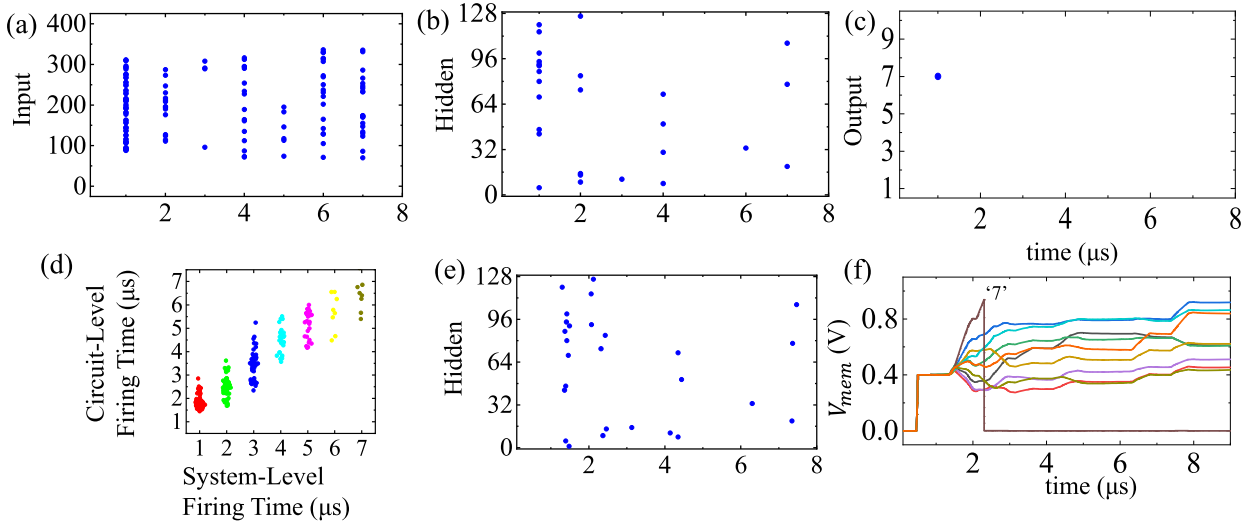 (a)
Input
400
300
200
100
0
2 4 6 8
(b)
Hidden
128
96
64
32
0
0 2 4 6 8
(c)
Output
9
7
5
3
1
2 4 6 8
time (μs)
(d)
Circuit-Level
Firing Time (μs)
7
6
5
4
3
2
1
1 2 3 4 5 6 7
System-Level
Firing Time (μs)
(e)
Hidden
128
96
64
32
0
2 4 6 8
(f)
Vmem (V)
0.8
0.4
0.0
'7'
2 4 6 8
time (μs)